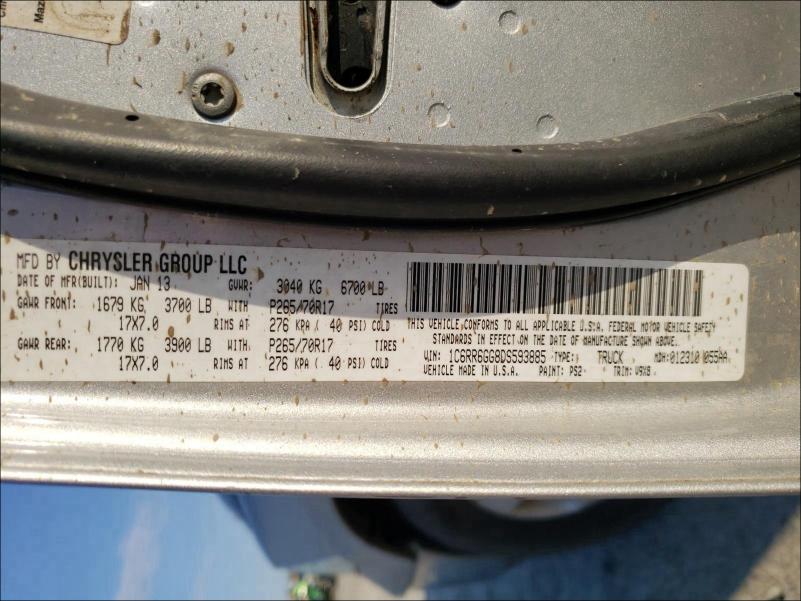 Maz
MFD BY CHRYSLER GROUP LLC
DATE OF MFR(BUILT): JAN 13 GVWR: 3040 KG 6700 LB
GAWR FRONT: 1679 KG 3700 LB WITH P265/70R17 TIRES
17X7.0 RIMS AT 276 KPA ( 40 PSI) COLD
GAWR REAR: 1770 KG 3900 LB WITH P265/70R17 TIRES
17X7.0 RIMS AT 276 KPA ( 40 PSI) COLD
THIS VEHICLE CONFORMS TO ALL APPLICABLE U.S.A. FEDERAL MOTOR VEHICLE SAFETY
STANDARDS IN EFFECT ON THE DATE OF MANUFACTURE SHOWN ABOVE.
VIN: 1C6RR6GG8DS593885 TYPE: TRUCK MDH: 012310 055AA
VEHICLE MADE IN U.S.A. PAINT: PS2 TRIM: V9X8